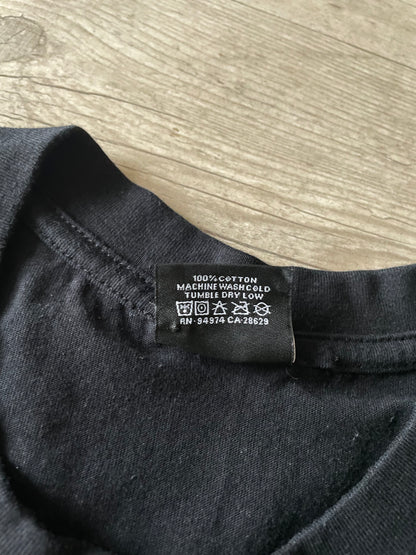 100% COTTON
MACHINE WASH COLD
TUMBLE DRY LOW
RN-94974 CA-28629